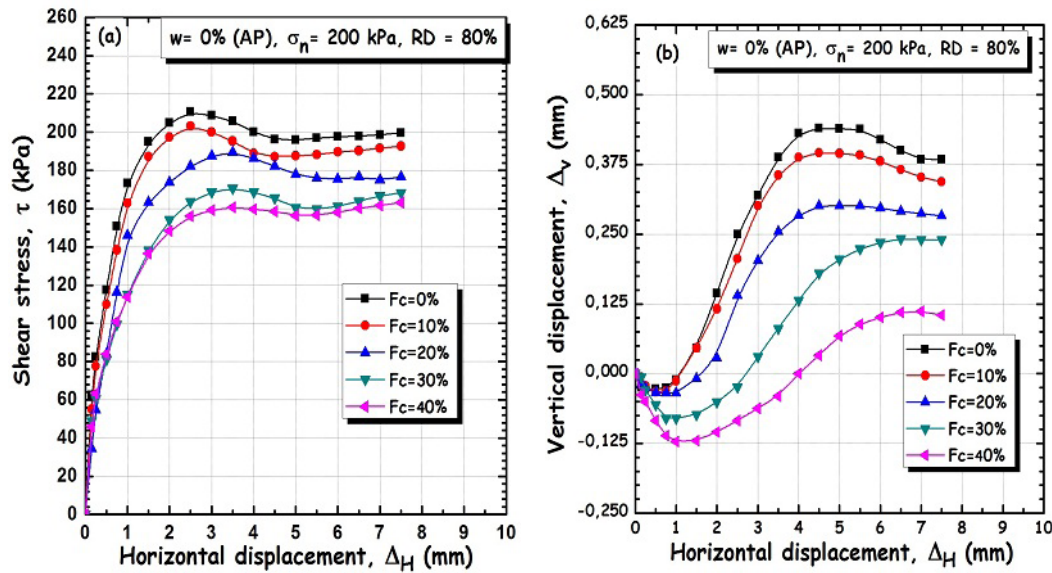 (a)
w= 0% (AP), σn= 200 kPa, RD = 80%
Shear stress, τ (kPa)
260
240
220
200
180
160
140
120
100
80
60
40
20
0
Fc=0%
Fc=10%
Fc=20%
Fc=30%
Fc=40%
0 1 2 3 4 5 6 7 8 9 10
Horizontal displacement, ΔH (mm)
(b)
w= 0% (AP), σn= 200 kPa, RD = 80%
Vertical displacement, Δv (mm)
0,625
0,500
0,375
0,250
0,125
0,000
-0,125
-0,250
Fc=0%
Fc=10%
Fc=20%
Fc=30%
Fc=40%
0 1 2 3 4 5 6 7 8 9 10
Horizontal displacement, ΔH (mm)